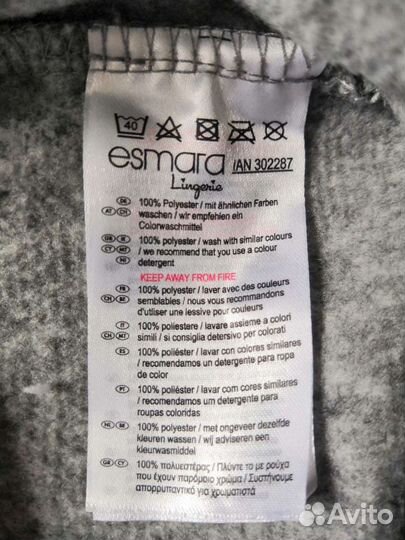 40
esmara IAN 302287
Lingerie
DE AT CH 100% Polyester / mit ähnlichen Farben
waschen / wir empfehlen ein
Colorwaschmittel
GB IE 100% polyester / wash with similar colours
CY MT / we recommend that you use a colour
NI detergent
KEEP AWAY FROM FIRE
FR 100% polyester / laver avec des couleurs
CH BE semblables / nous vous recommandons
d'utiliser une lessive pour couleurs
IT 100% poliestere / lavare assieme a colori
CH MT simili / si consiglia detersivo per colorati
ES 100% poliéster / lavar con colores similares
/ recomendamos un detergente para ropa
de color
PT 100% poliéster / lavar com cores similares
/ recomendamos um detergente para
roupas coloridas
NL BE 100% polyester / met ongeveer dezelfde
kleuren wassen / wij adviseren een
kleurwasmiddel
GR CY 100% πολυεστέρας / Πλύντε το με ρούχα
που έχουν παρόμοιο χρώμα / Συστήνουμε
απορρυπαντικό για χρωματιστά
Avito